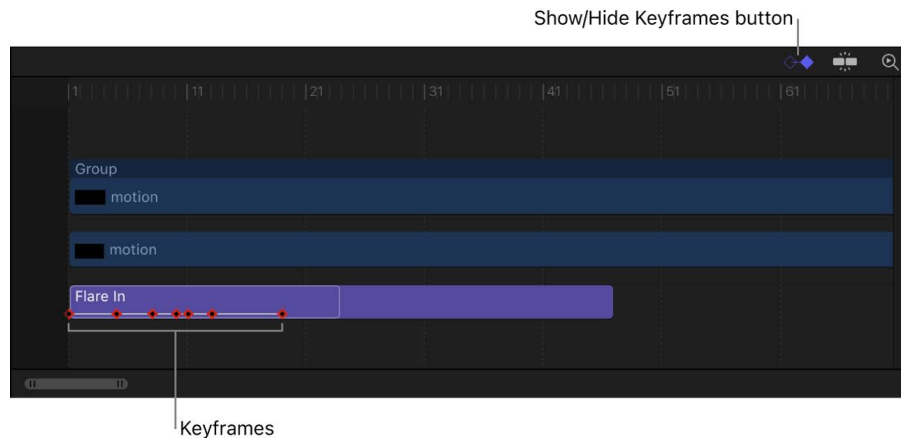 Show/Hide Keyframes button
1 11 21 31 41 51 61
Group
motion
motion
Flare In
Keyframes